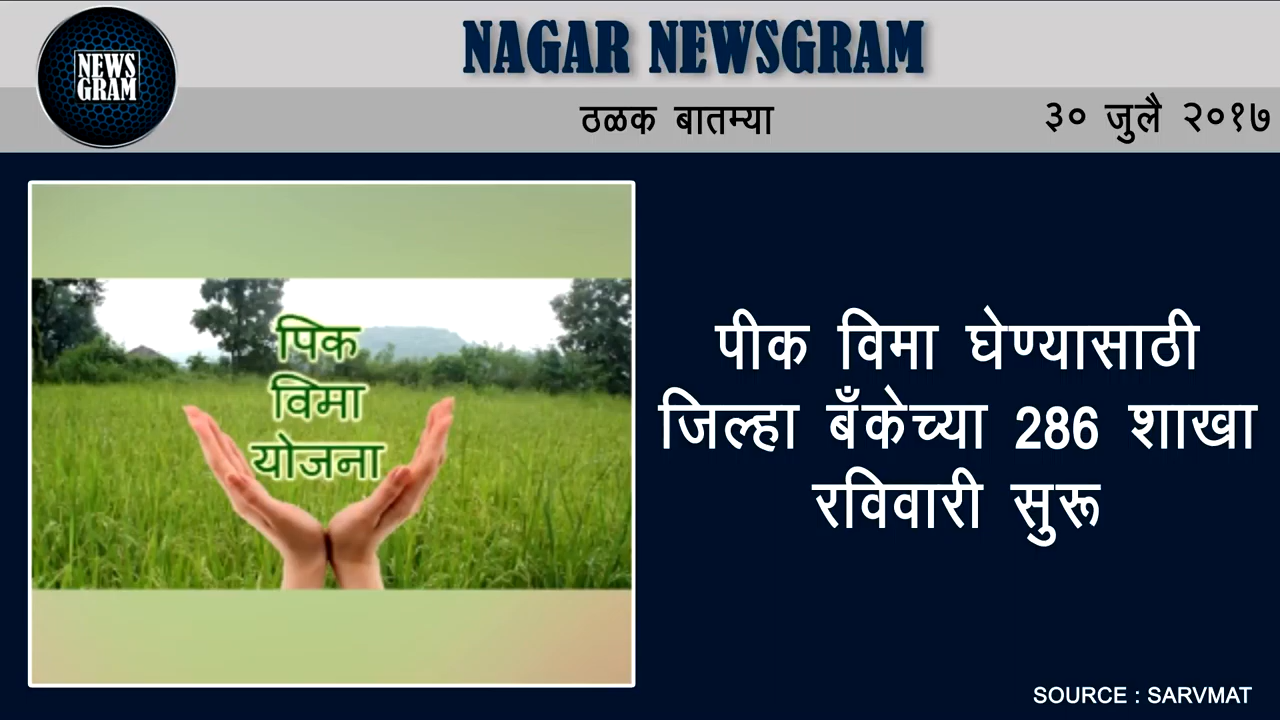 NEWS
GRAM
NAGAR NEWSGRAM
ठळक बातम्या
३० जुलै २०१७
पिक
विमा
योजना
पीक विमा घेण्यासाठी
जिल्हा बँकेच्या 286 शाखा
रविवारी सुरू
SOURCE : SARVMAT